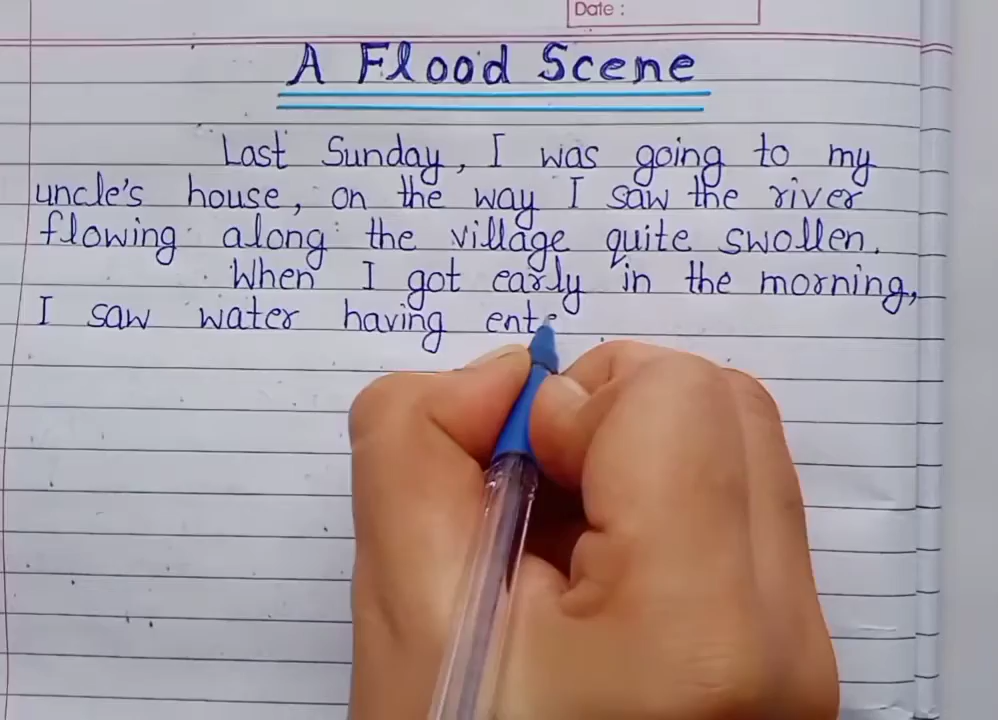 Date :
A Flood Scene
Last Sunday, I was going to my
uncle's house, on the way I saw the river
flowing along the village quite swollen.
When I got early in the morning,
I saw water having ente